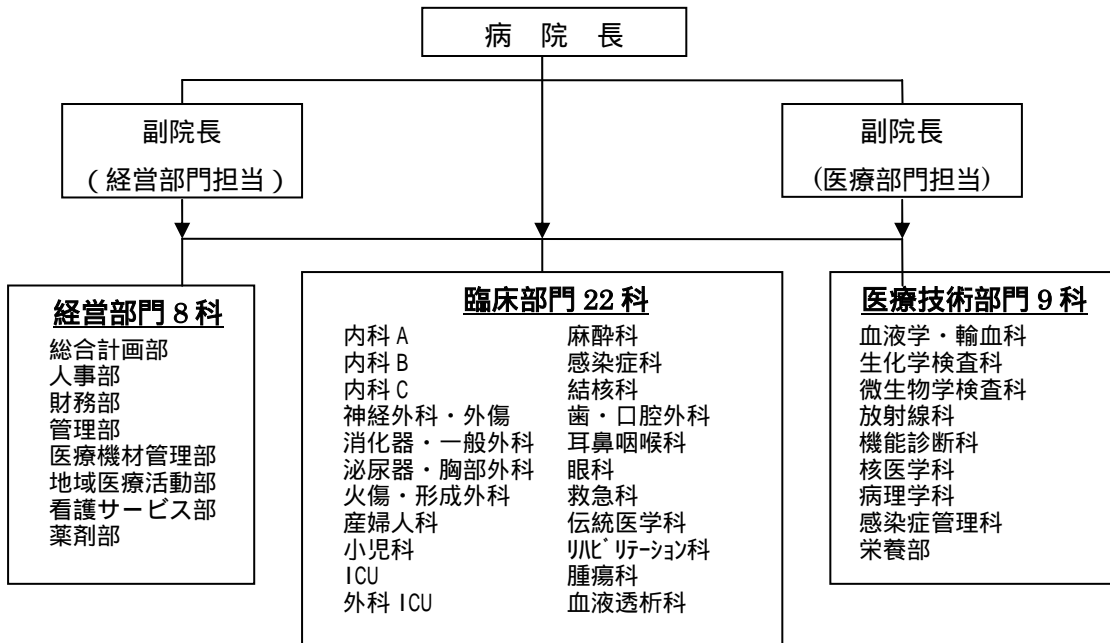 病 院 長
副院長
( 経営部門担当 )
副院長
(医療部門担当)
経営部門 8 科
総合計画部
人事部
財務部
管理部
医療機材管理部
地域医療活動部
看護サービス部
薬剤部
臨床部門 22 科
内科 A
内科 B
内科 C
神経外科・外傷
消化器・一般外科
泌尿器・胸部外科
火傷・形成外科
産婦人科
小児科
ICU
外科 ICU
麻酔科
感染症科
結核科
歯・口腔外科
耳鼻咽喉科
眼科
救急科
伝統医学科
ﾘﾊﾋﾞﾘﾃｰｼｮﾝ科
腫瘍科
血液透析科
医療技術部門 9 科
血液学・輸血科
生化学検査科
微生物学検査科
放射線科
機能診断科
核医学科
病理学科
感染症管理科
栄養部